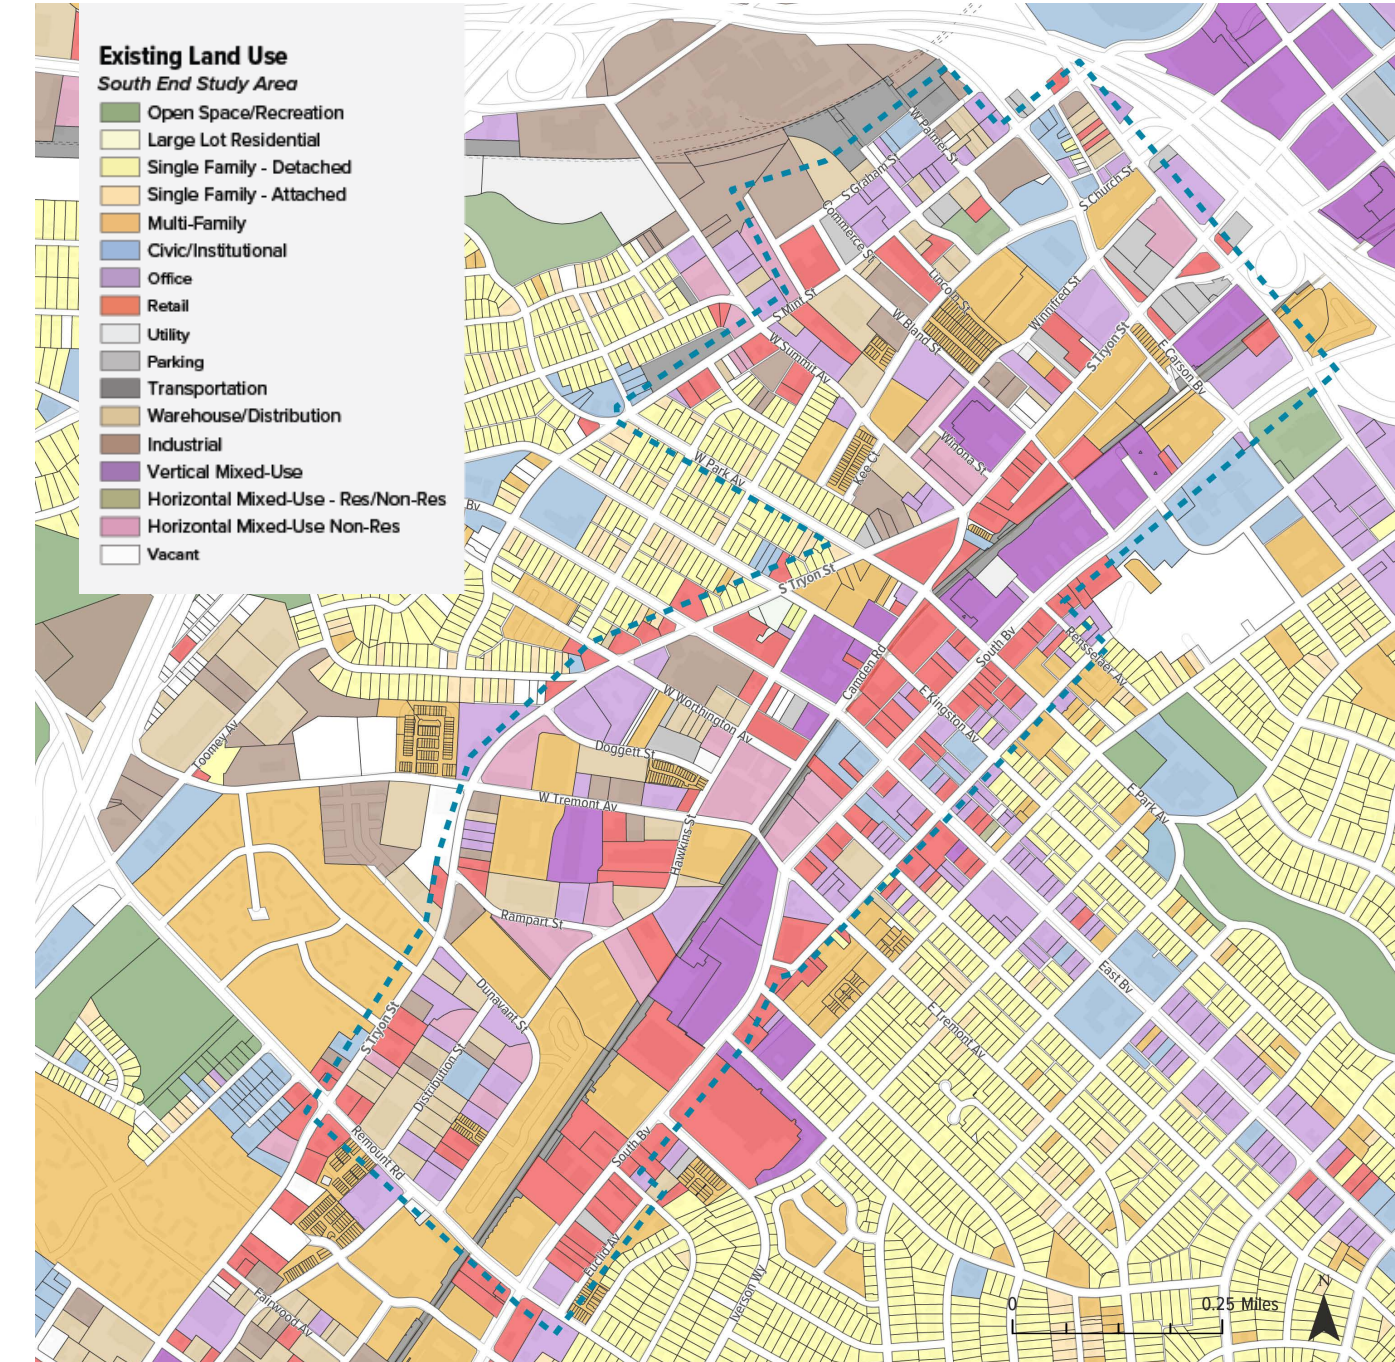 Existing Land Use
South End Study Area
Open Space/Recreation
Large Lot Residential
Single Family - Detached
Single Family - Attached
Multi-Family
Civic/Institutional
Office
Retail
Utility
Parking
Transportation
Warehouse/Distribution
Industrial
Vertical Mixed-Use
Horizontal Mixed-Use - Res/Non-Res
Horizontal Mixed-Use Non-Res
Vacant
W Palmer St
S Graham St
S Church St
Commerce St
Lincoln St
Winnifred St
S Mint St
W Bland St
S Tryon St
E Carson Bv
W Summit Av
Winona St
W Park Av
Kee Ct
Bv
S Tryon St
Camden Rd
South Bv
Rensselaer Av
E Kingston Av
W Worthington Av
Toomey Av
Doggett St
W Tremont Av
E Park Av
Hawkins St
Rampart St
East Bv
Dunavant St
S Tryon St
E Tremont Av
Distribution St
Remount Rd
South Bv
Euclid Av
Iverson Wy
Fairwood Av
N
0
0.25 Miles